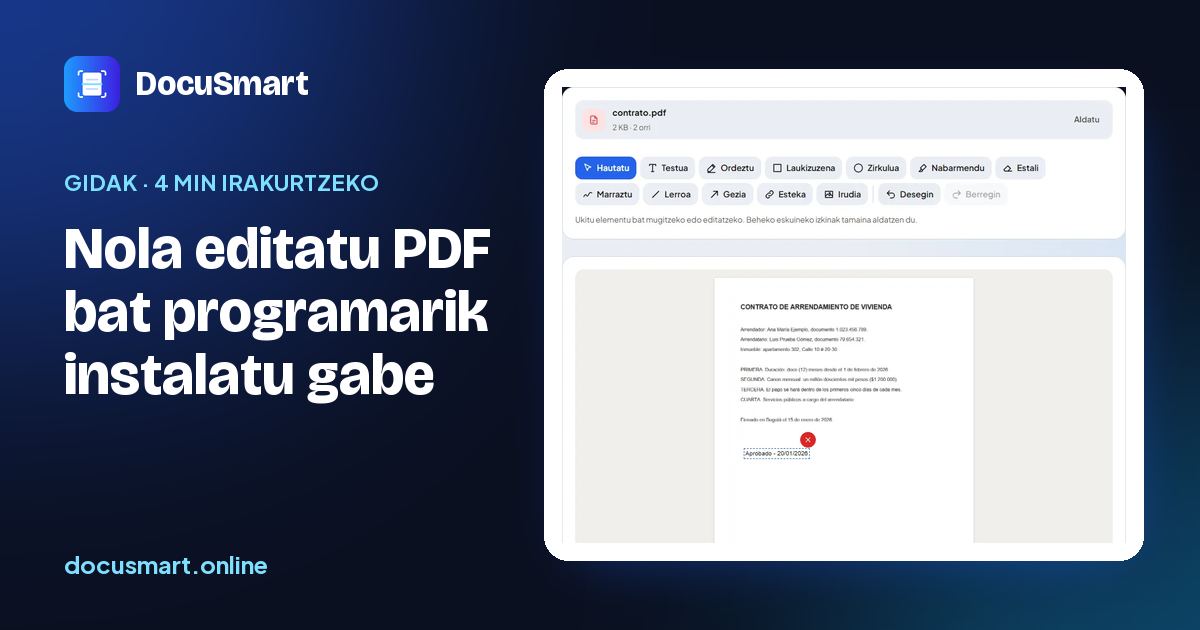 DocuSmart
GIDAK · 4 MIN IRAKURTZEKO
Nola editatu PDF
bat programarik
instalatu gabe
docusmart.online
contrato.pdf
2 KB · 2 orri
Aldatu
Hautatu Testua Ordeztu Laukizuzena Zirkulua Nabarmendu Estali
Marraztu Lerroa Gezia Esteka Irudia Desegin Berregin
Ukitu elementu bat mugitzeko edo editatzeko. Beheko eskuineko izkinak tamaina aldatzen du.
CONTRATO DE ARRENDAMIENTO DE VIVIENDA
Arrendador: Ana María Ejemplo, documento 1.023.456.789.
Arrendatario: Luis Prueba Gómez, documento 79.654.321.
Inmueble: apartamento 302, Calle 10 # 20-30.
PRIMERA. Duración: doce (12) meses desde el 1 de febrero de 2026.
SEGUNDA. Canon mensual: un millón doscientos mil pesos ($1.200.000).
TERCERA. El pago se hará dentro de los primeros cinco días de cada mes.
CUARTA. Servicios públicos a cargo del arrendatario.
Firmado en Bogotá el 15 de enero de 2026.
Aprobado - 20/01/2026